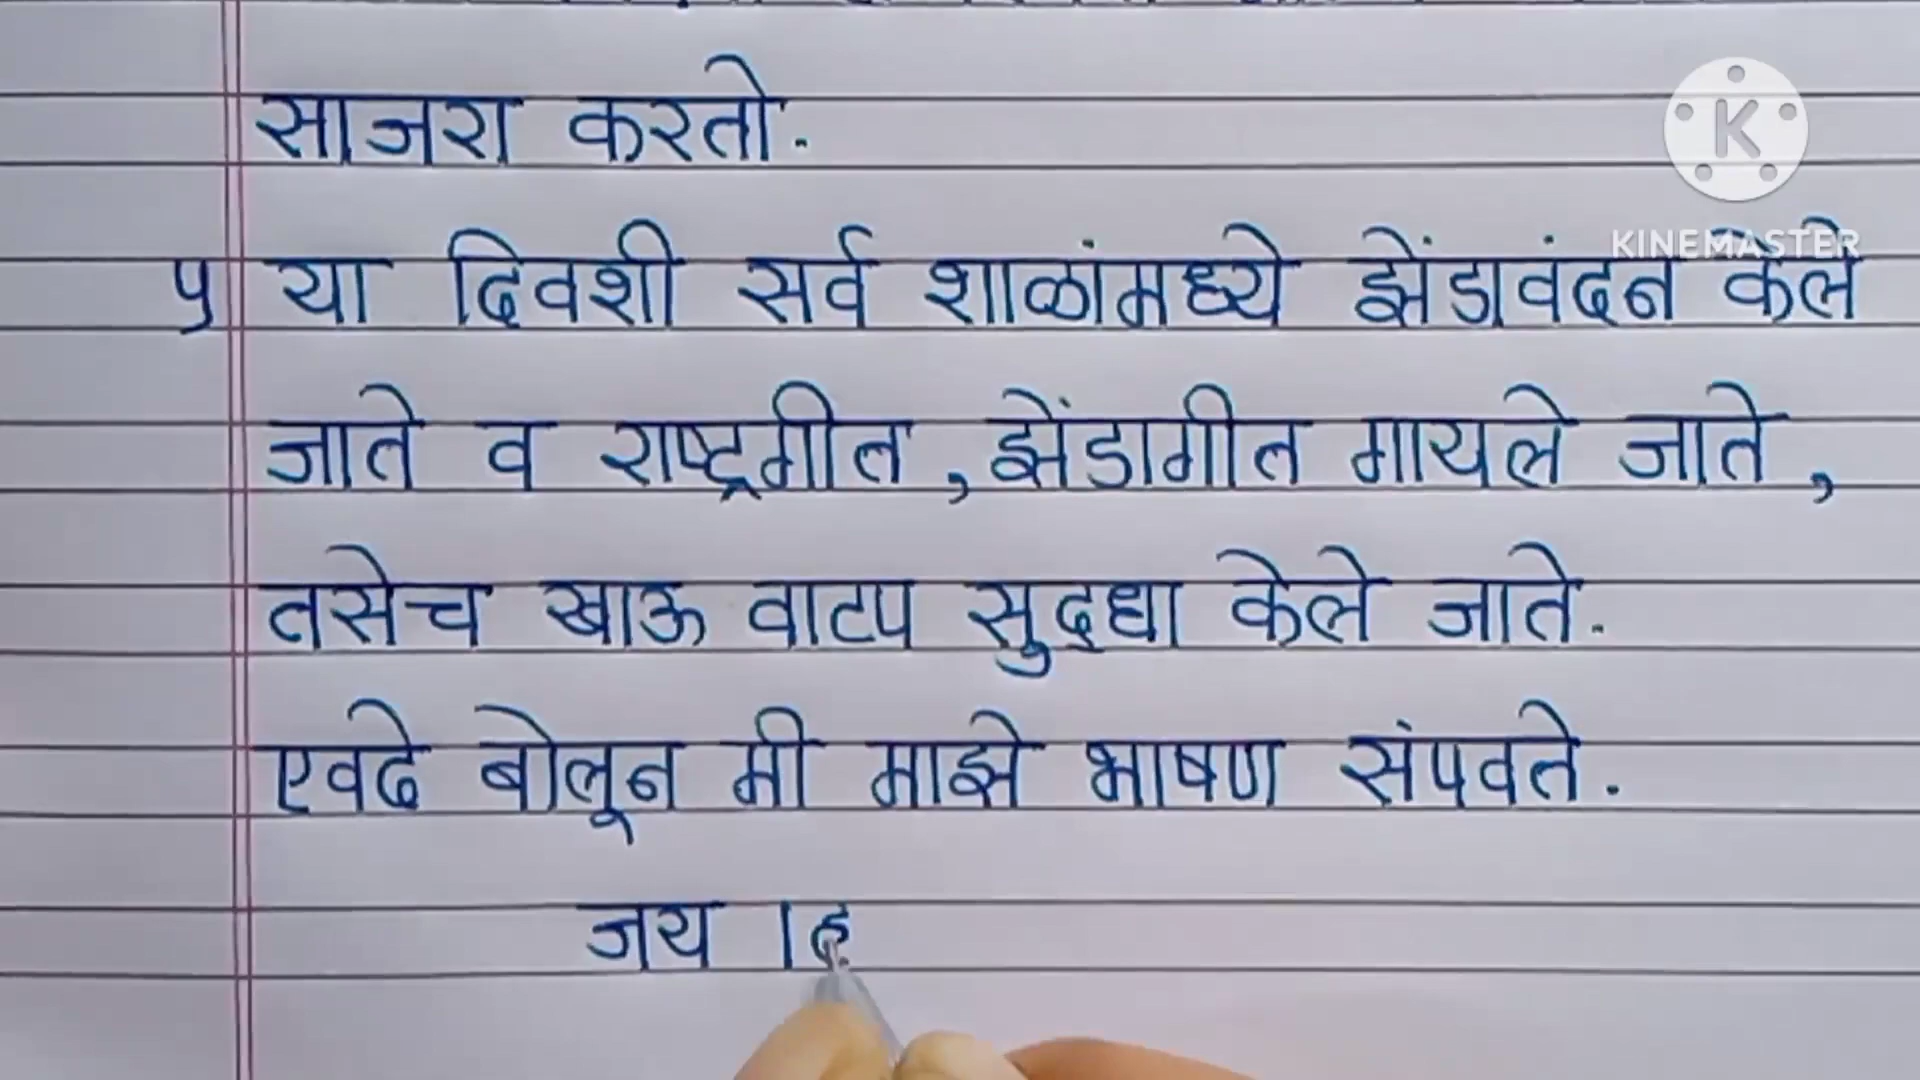 साजरा करतो.
५ या दिवशी सर्व शाळांमध्ये झेंडावंदन केले
जाते व राष्ट्रगीत, झेंडागीत गायले जाते,
तसेच खाऊ वाटप सुद्धा केले जाते.
एवढे बोलून मी माझे भाषण संपवते.
जय
K
KINEMASTER